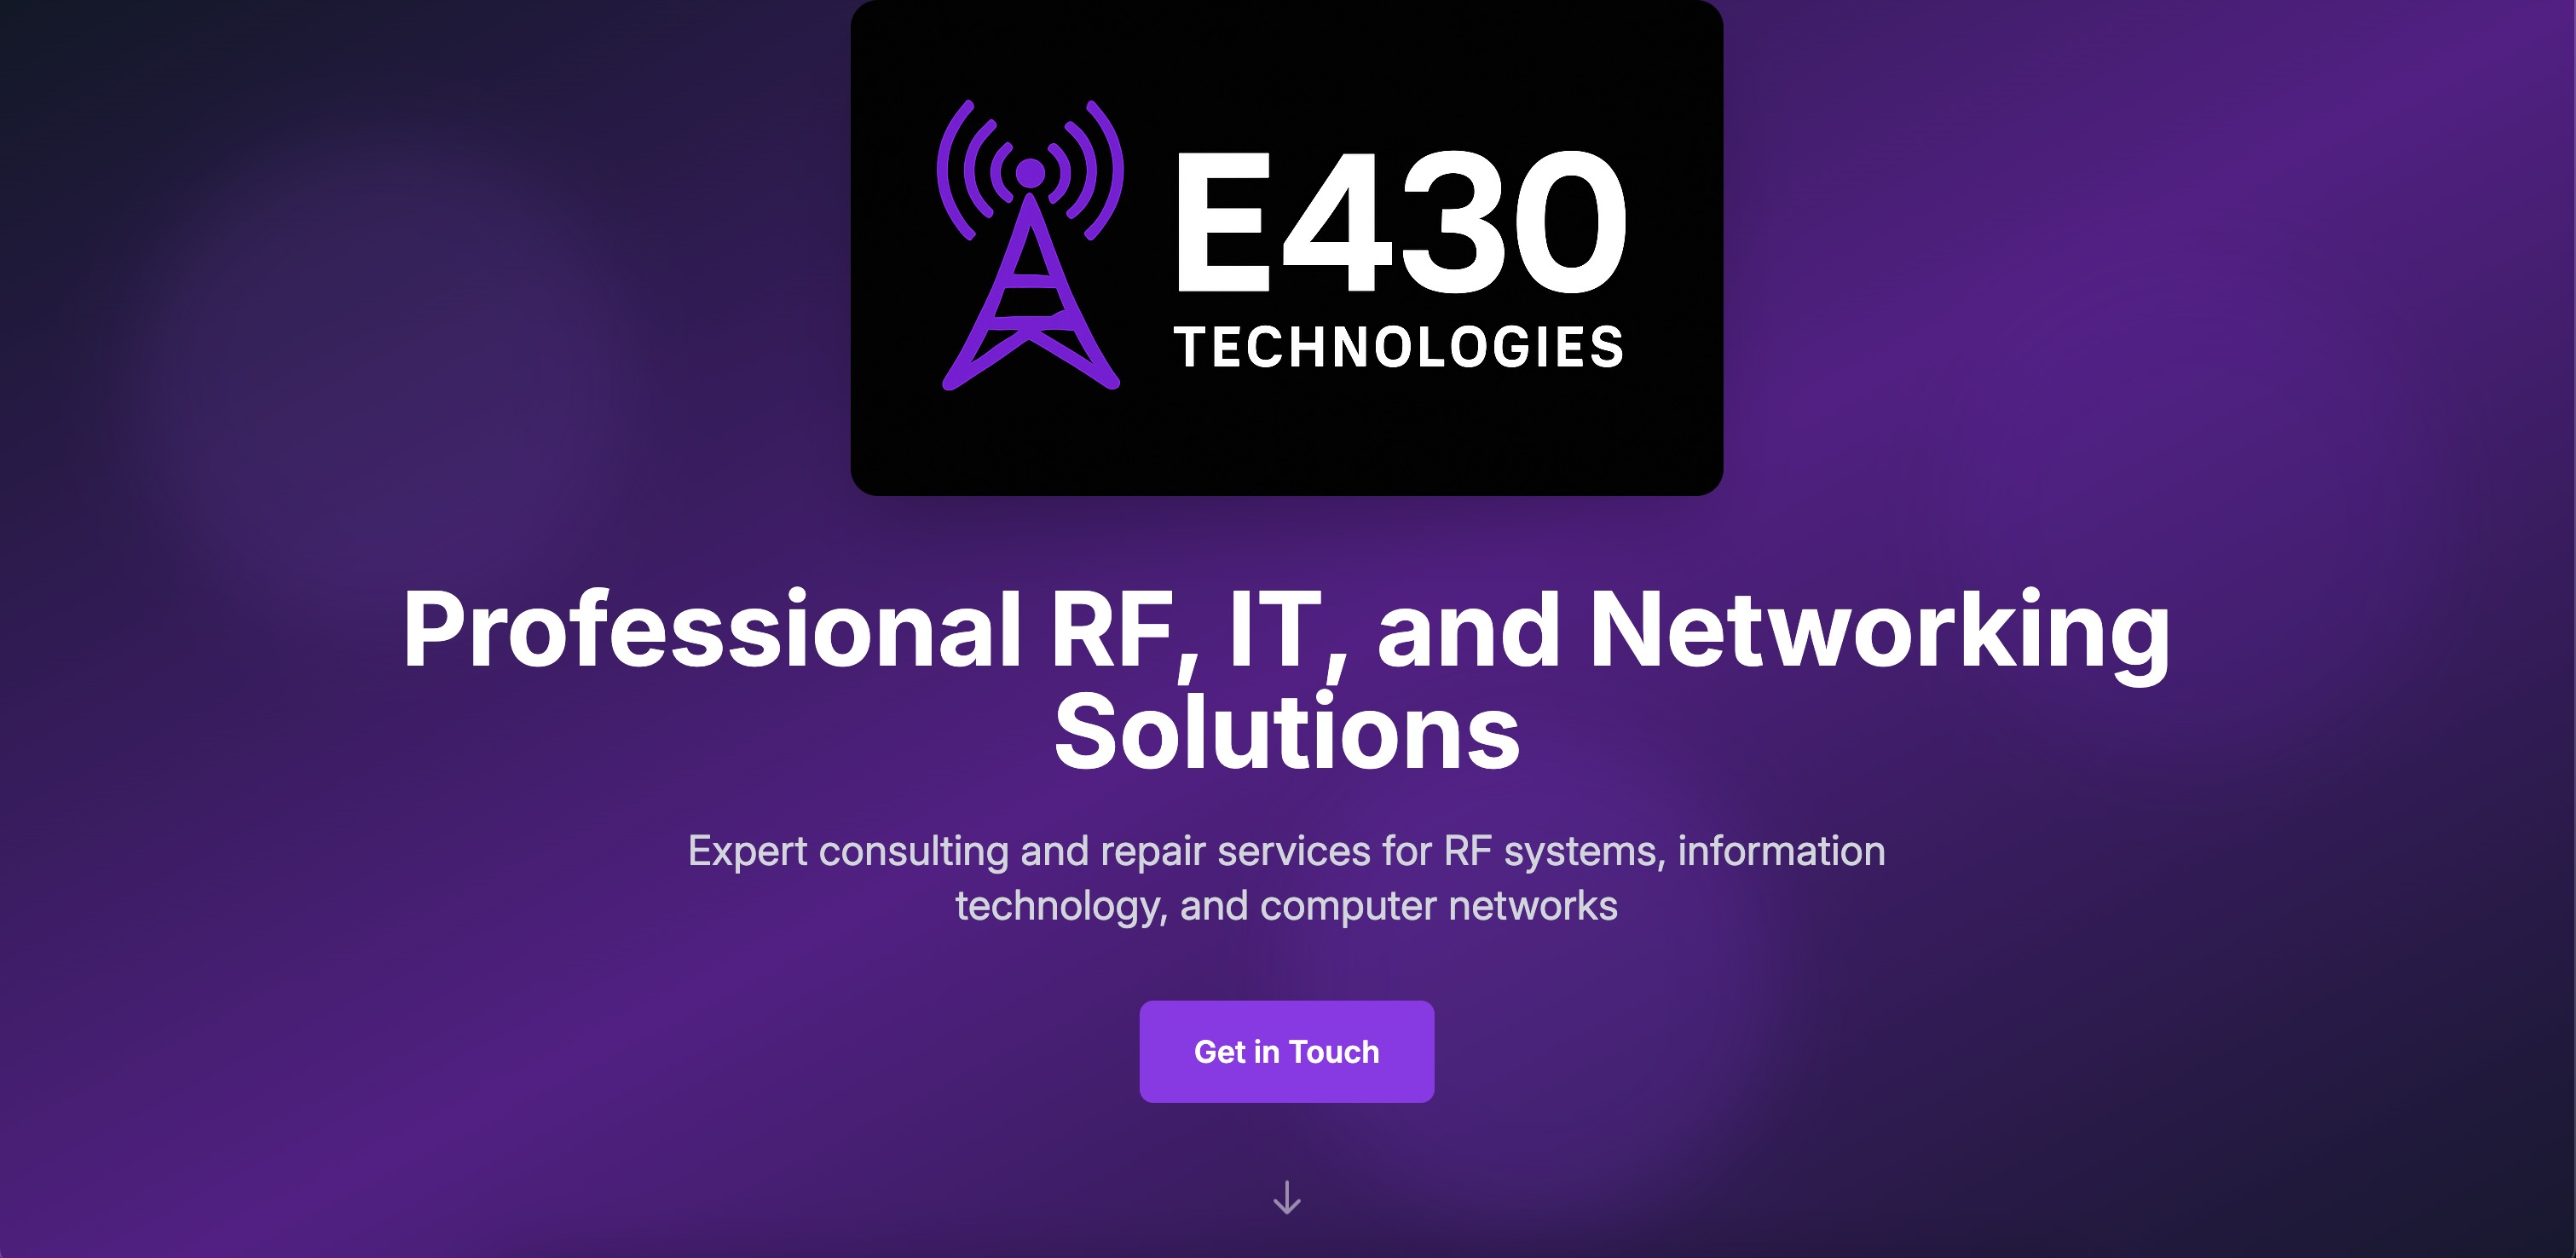 E430
TECHNOLOGIES
Professional RF, IT, and Networking
Solutions
Expert consulting and repair services for RF systems, information
technology, and computer networks
Get in Touch